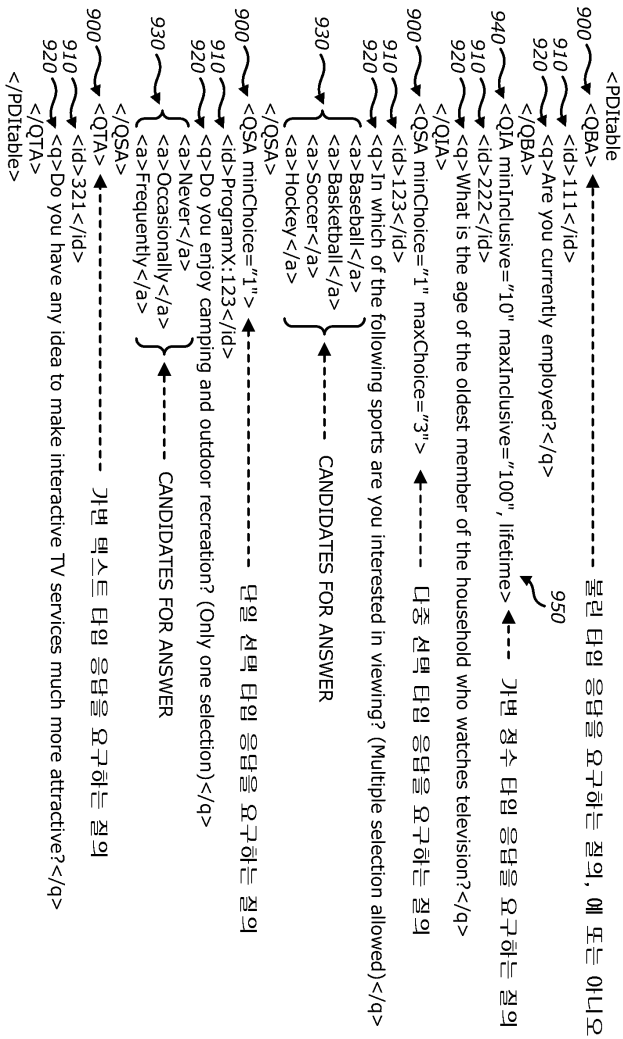 <PDItable
900 <QBA> 불린 타입 응답을 요구하는 질의, 예 또는 아니오
910 <id>111</id>
920 <q>Are you currently employed?</q>
</QBA>
940 <QIA minInclusive="10" maxInclusive="100", lifetime> 950 가변 정수 타입 응답을 요구하는 질의
910 <id>222</id>
920 <q>What is the age of the oldest member of the household who watches television?</q>
</QIA>
900 <QSA minChoice="1" maxChoice="3"> 다중 선택 타입 응답을 요구하는 질의
910 <id>123</id>
920 <q>In which of the following sports are you interested in viewing? (Multiple selection allowed)</q>
<a>Baseball</a>
<a>Basketball</a>
930 <a>Soccer</a> CANDIDATES FOR ANSWER
<a>Hockey</a>
</QSA>
900 <QSA minChoice="1"> 단일 선택 타입 응답을 요구하는 질의
910 <id>ProgramX:123</id>
920 <q>Do you enjoy camping and outdoor recreation? (Only one selection)</q>
<a>Never</a>
930 <a>Occasionally</a> CANDIDATES FOR ANSWER
<a>Frequently</a>
</QSA>
900 <QTA> 가변 텍스트 타입 응답을 요구하는 질의
910 <id>321</id>
920 <q>Do you have any idea to make interactive TV services much more attractive?</q>
</QTA>
</PDItable>